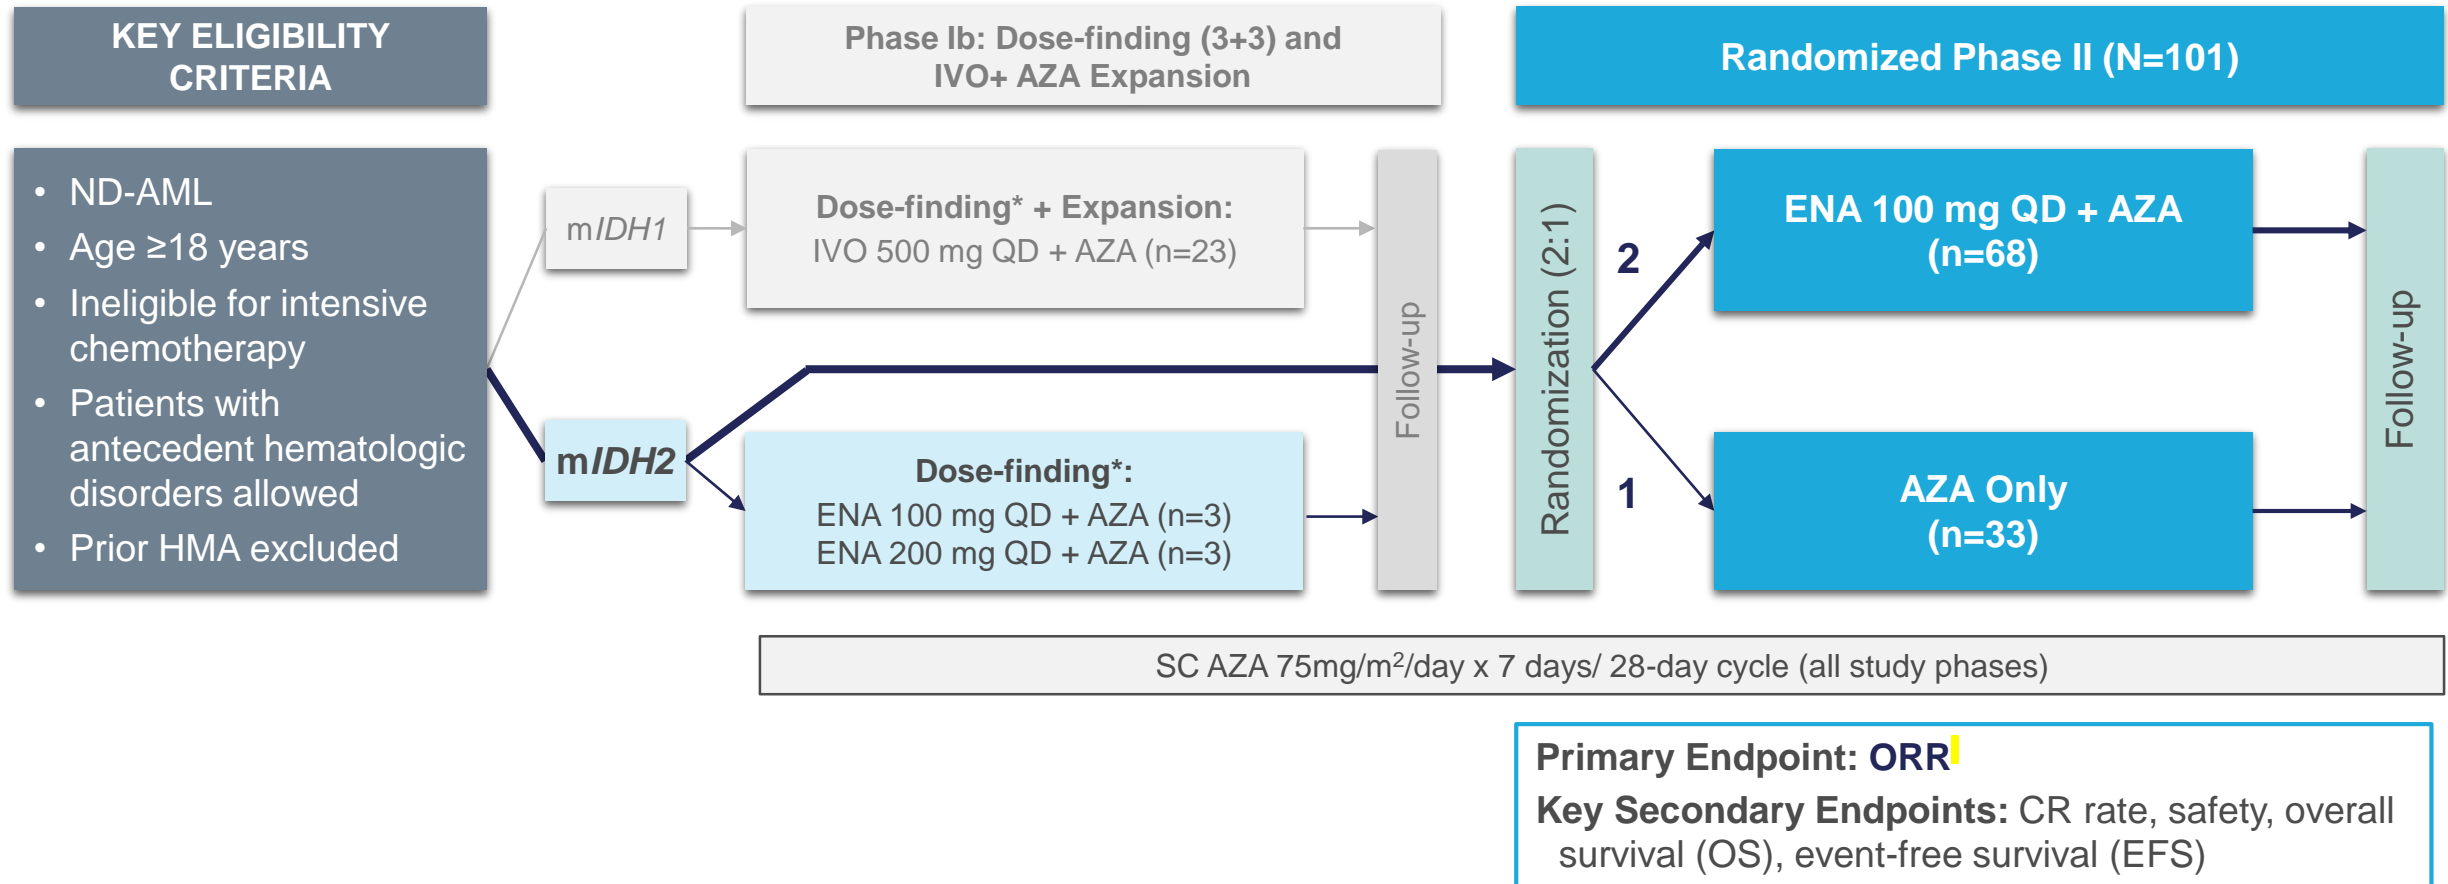 KEY ELIGIBILITY
CRITERIA
• ND-AML
• Age ≥18 years
• Ineligible for intensive
chemotherapy
• Patients with
antecedent hematologic
disorders allowed
• Prior HMA excluded
mIDH1
mIDH2
Phase Ib: Dose-finding (3+3) and
IVO+ AZA Expansion
Dose-finding* + Expansion:
IVO 500 mg QD + AZA (n=23)
Dose-finding*:
ENA 100 mg QD + AZA (n=3)
ENA 200 mg QD + AZA (n=3)
Follow-up
Randomized Phase II (N=101)
Randomization (2:1)
2
1
ENA 100 mg QD + AZA
(n=68)
AZA Only
(n=33)
Follow-up
SC AZA 75mg/m²/day x 7 days/ 28-day cycle (all study phases)
Primary Endpoint: ORR
Key Secondary Endpoints: CR rate, safety, overall
survival (OS), event-free survival (EFS)